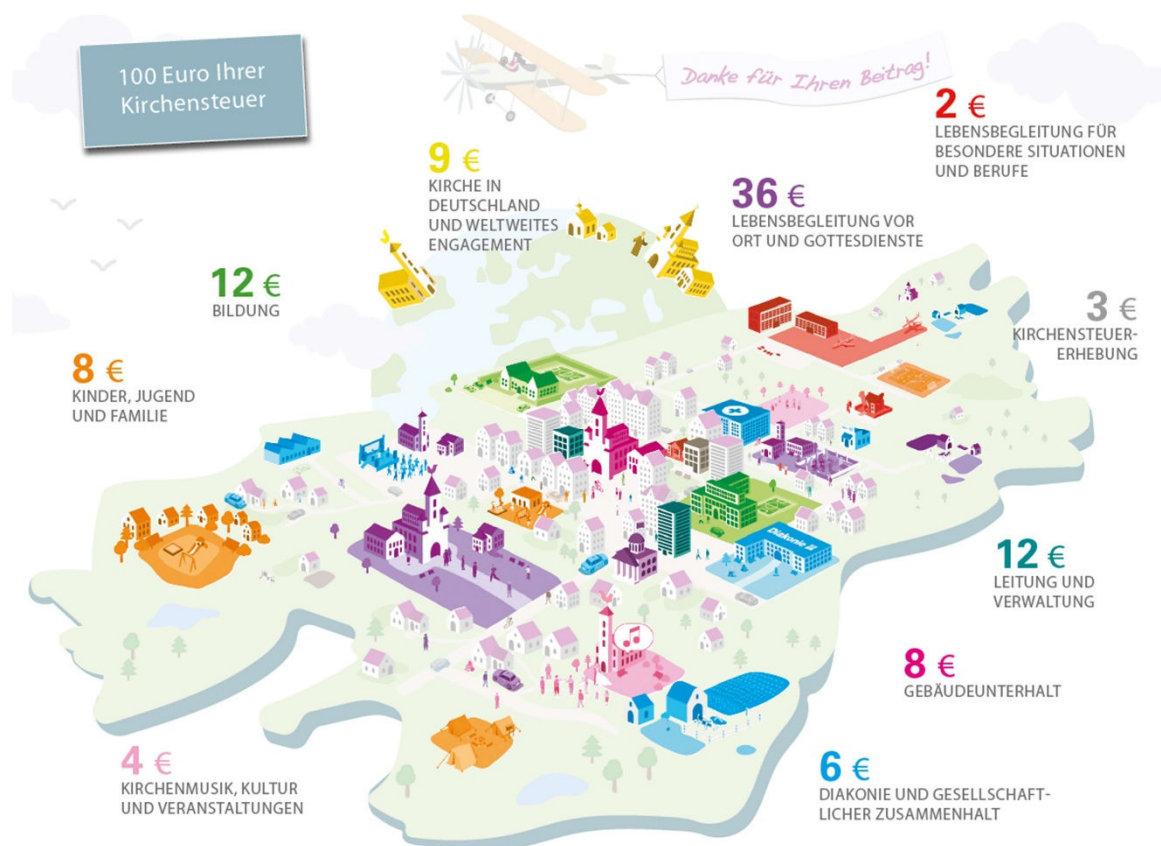 100 Euro Ihrer
Kirchensteuer
Danke für Ihren Beitrag!
2 €
LEBENSBEGLEITUNG FÜR
BESONDERE SITUATIONEN
UND BERUFE
9 €
KIRCHE IN
DEUTSCHLAND
UND WELTWEITES
ENGAGEMENT
36 €
LEBENSBEGLEITUNG VOR
ORT UND GOTTESDIENSTE
12 €
BILDUNG
3 €
KIRCHENSTEUER-
ERHEBUNG
8 €
KINDER, JUGEND
UND FAMILIE
Diakonie
12 €
LEITUNG UND
VERWALTUNG
8 €
GEBÄUDEUNTERHALT
4 €
KIRCHENMUSIK, KULTUR
UND VERANSTALTUNGEN
6 €
DIAKONIE UND GESELLSCHAFT-
LICHER ZUSAMMENHALT